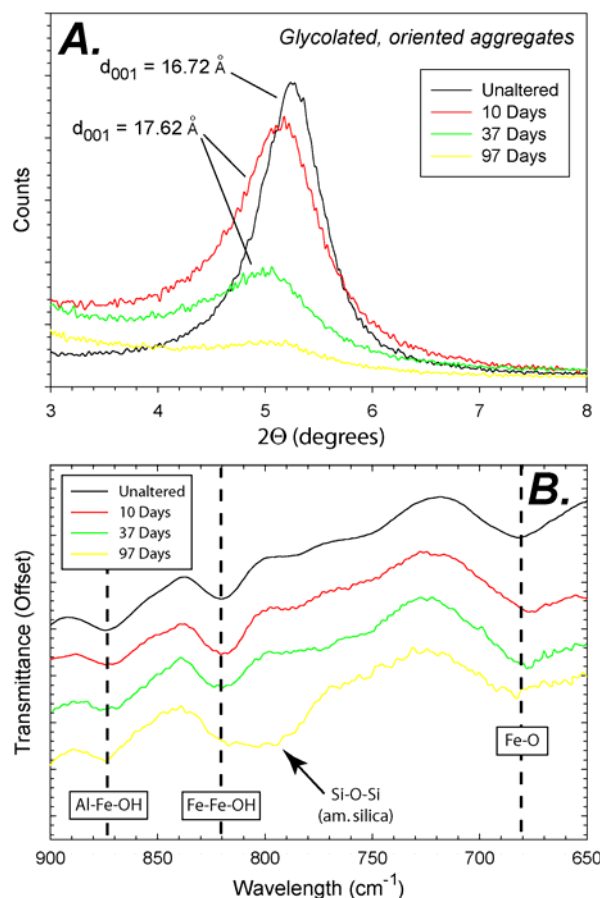 A.
Glycolated, oriented aggregates
d001 = 16.72 Å
d001 = 17.62 Å
Unaltered
10 Days
37 Days
97 Days
Counts
3 4 5 6 7 8
2Θ (degrees)
B.
Unaltered
10 Days
37 Days
97 Days
Transmittance (Offset)
Fe-O
Si-O-Si
(am. silica)
Al-Fe-OH Fe-Fe-OH
900 850 800 750 700 650
Wavelength (cm-1)